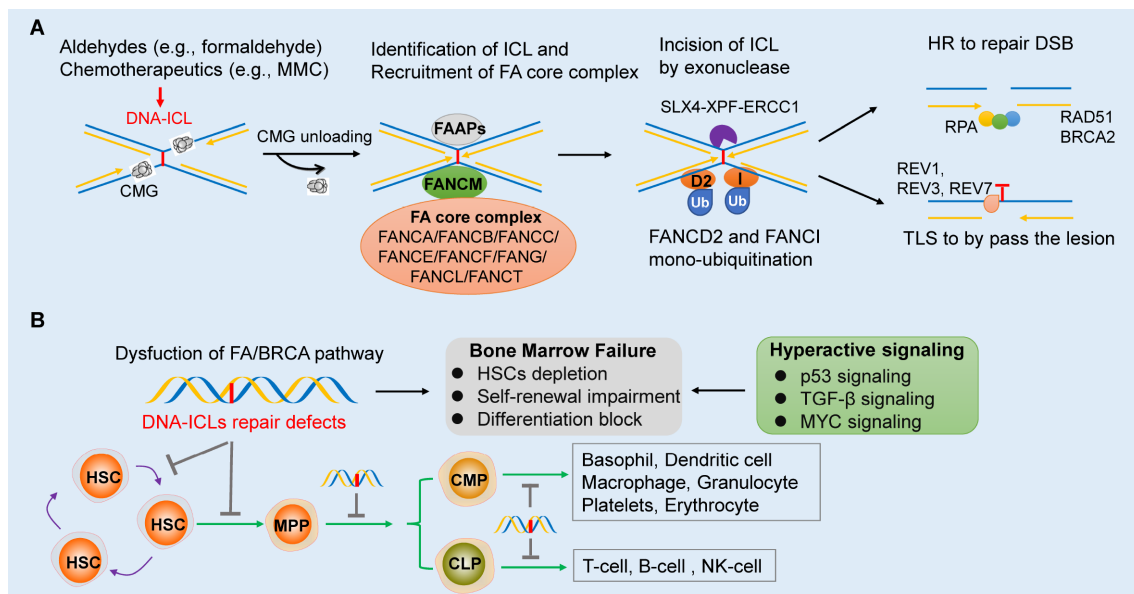 A
Aldehydes (e.g., formaldehyde)
Chemotherapeutics (e.g., MMC)
DNA-ICL
CMG
CMG unloading
Identification of ICL and
Recruitment of FA core complex
FAAPs
FANCM
FA core complex
FANCA/FANCB/FANCC/
FANCE/FANCF/FANG/
FANCL/FANCT
Incision of ICL
by exonuclease
SLX4-XPF-ERCC1
D2
I
Ub
Ub
FANCD2 and FANCI
mono-ubiquitination
HR to repair DSB
RPA
RAD51
BRCA2
REV1,
REV3, REV7
TLS to by pass the lesion
B
Dysfuction of FA/BRCA pathway
DNA-ICLs repair defects
Bone Marrow Failure
● HSCs depletion
● Self-renewal impairment
● Differentiation block
Hyperactive signaling
● p53 signaling
● TGF-β signaling
● MYC signaling
HSC
HSC
HSC
MPP
CMP
CLP
Basophil, Dendritic cell
Macrophage, Granulocyte
Platelets, Erythrocyte
T-cell, B-cell , NK-cell